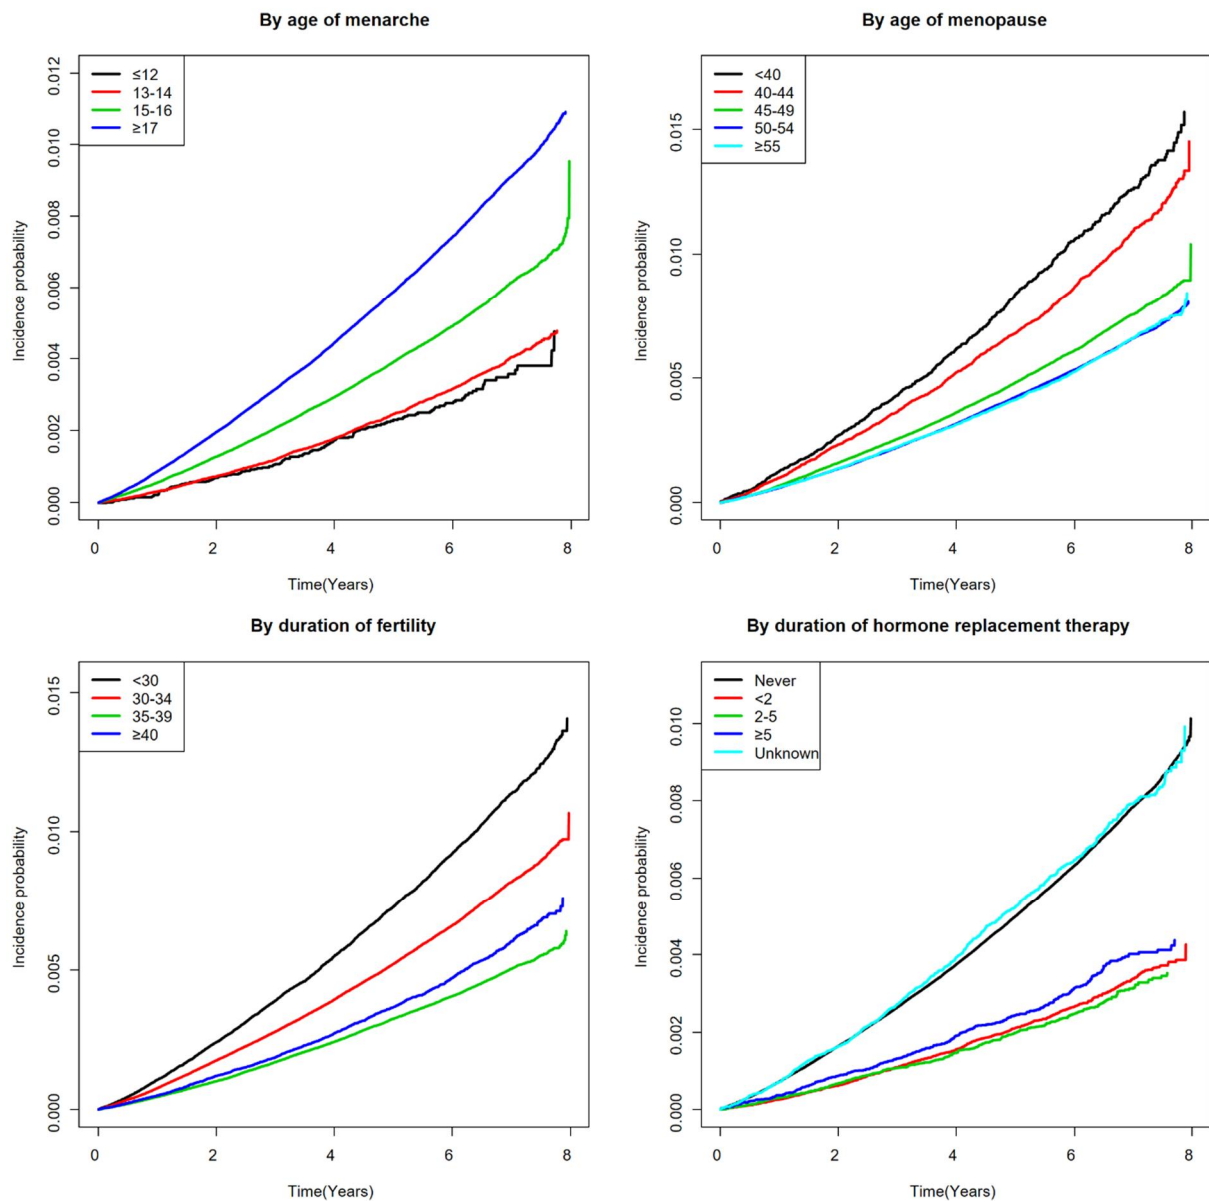 By age of menarche
≤12
13-14
15-16
≥17
0.000
0.002
0.004
0.006
0.008
0.010
0.012
Incidence probability
0 2 4 6 8
Time(Years)
By age of menopause
<40
40-44
45-49
50-54
≥55
0.000
0.005
0.010
0.015
Incidence probability
0 2 4 6 8
Time(Years)
By duration of fertility
<30
30-34
35-39
≥40
0.000
0.005
0.010
0.015
Incidence probability
0 2 4 6 8
Time(Years)
By duration of hormone replacement therapy
Never
<2
2-5
≥5
Unknown
0.000
0.002
0.004
0.006
0.008
0.010
Incidence probability
0 2 4 6 8
Time(Years)